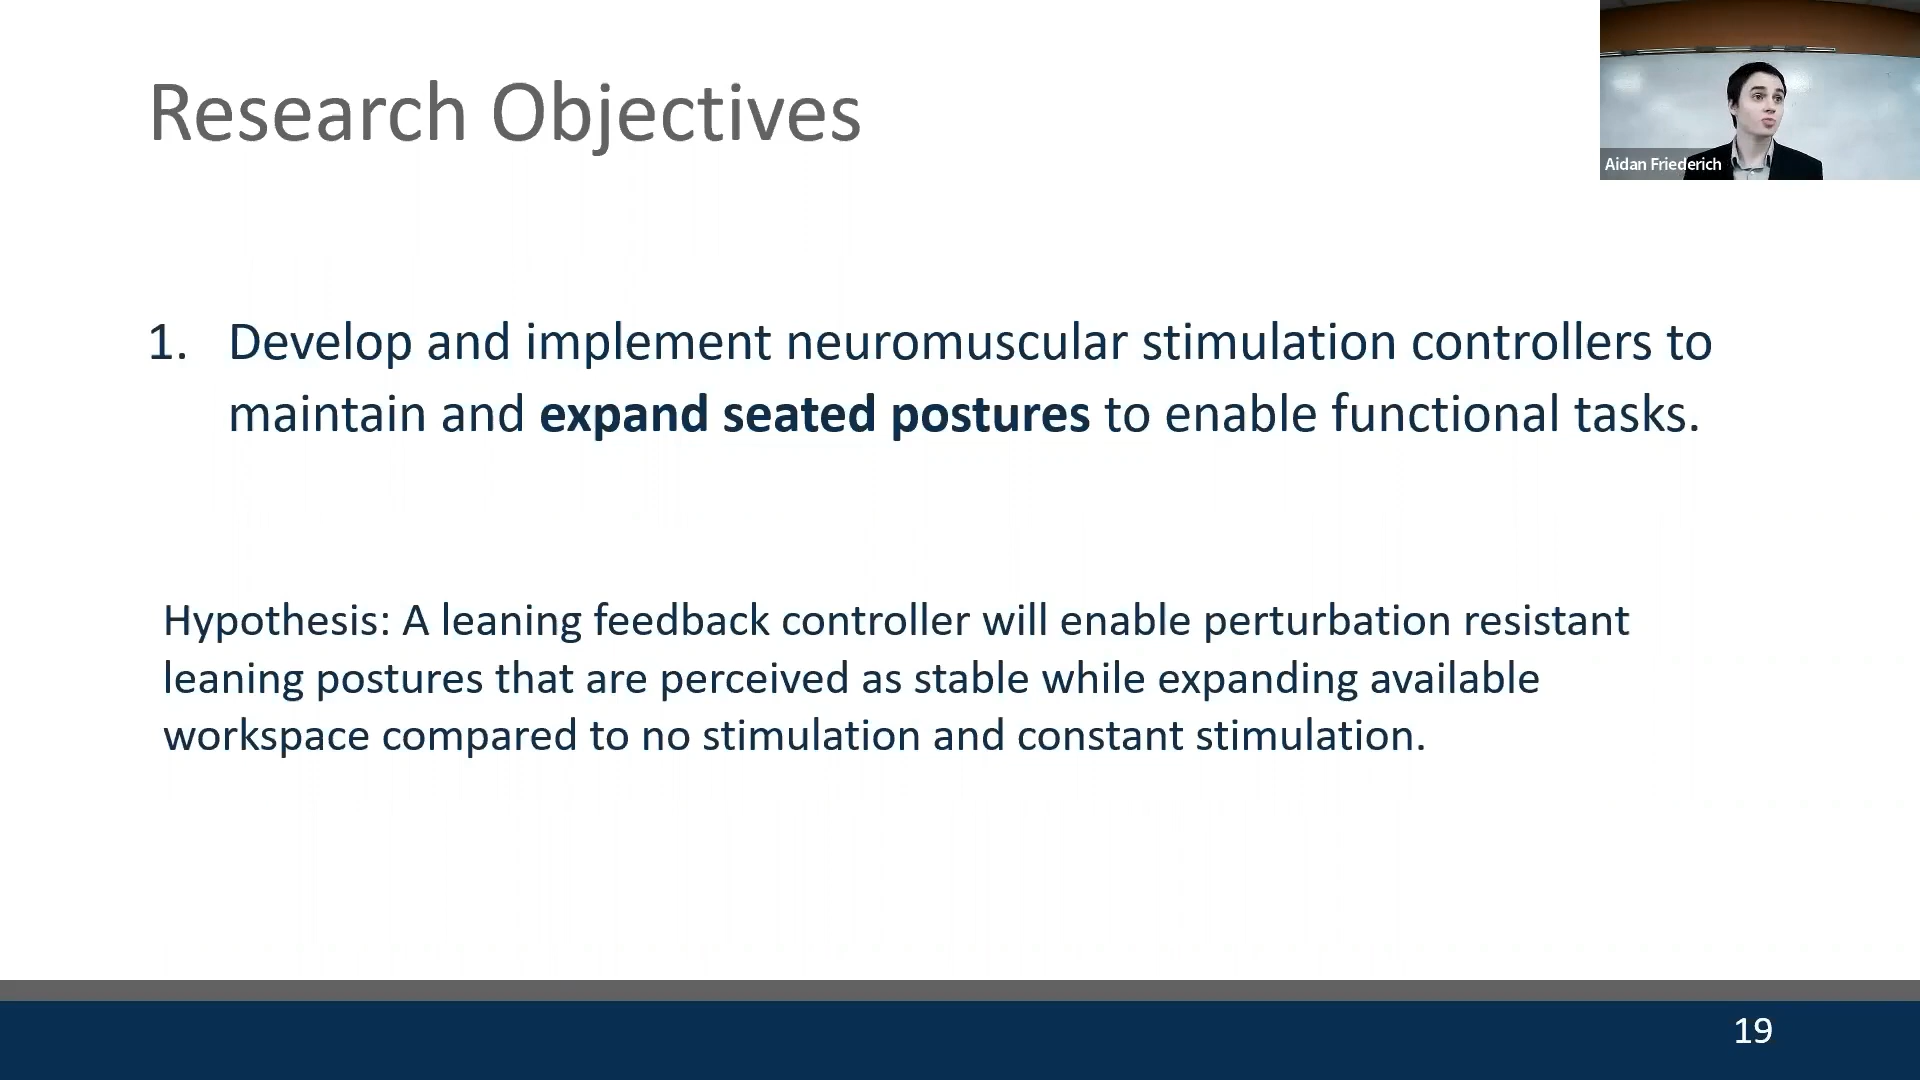 Research Objectives
Aidan Friederich
1. Develop and implement neuromuscular stimulation controllers to
maintain and expand seated postures to enable functional tasks.
Hypothesis: A leaning feedback controller will enable perturbation resistant
leaning postures that are perceived as stable while expanding available
workspace compared to no stimulation and constant stimulation.
19